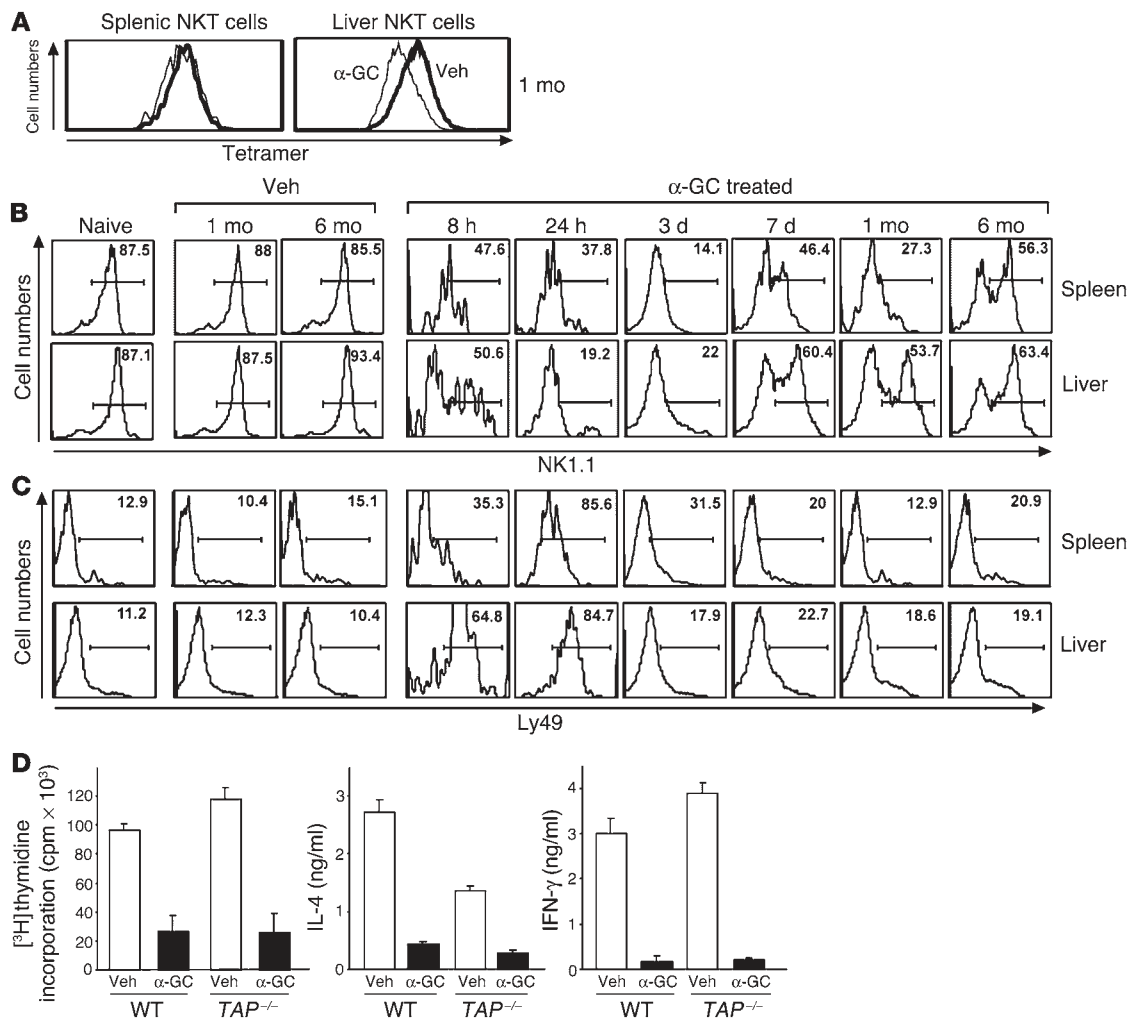 A
Splenic NKT cells Liver NKT cells
Cell numbers
α-GC Veh
1 mo
Tetramer
Veh α-GC treated
B
Naive 1 mo 6 mo 8 h 24 h 3 d 7 d 1 mo 6 mo
87.5 88 85.5 47.6 37.8 14.1 46.4 27.3 56.3
Spleen
Cell numbers
87.1 87.5 93.4 50.6 19.2 22 60.4 53.7 63.4
Liver
NK1.1
C
12.9 10.4 15.1 35.3 85.6 31.5 20 12.9 20.9
Spleen
Cell numbers
11.2 12.3 10.4 64.8 84.7 17.9 22.7 18.6 19.1
Liver
Ly49
D
[³H]thymidine
incorporation (cpm × 10³)
120
100
80
60
40
20
0
Veh α-GC Veh α-GC
WT TAP⁻/⁻
IL-4 (ng/ml)
3
2
1
0
Veh α-GC Veh α-GC
WT TAP⁻/⁻
IFN-γ (ng/ml)
4
3
2
1
0
Veh α-GC Veh α-GC
WT TAP⁻/⁻